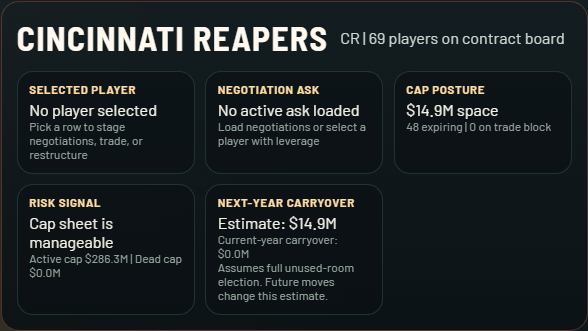 CINCINNATI REAPERS
CR | 69 players on contract board
SELECTED PLAYER
No player selected
Pick a row to stage
negotiations, trade, or
restructure
NEGOTIATION ASK
No active ask loaded
Load negotiations or select a
player with leverage
CAP POSTURE
$14.9M space
48 expiring | 0 on trade block
RISK SIGNAL
Cap sheet is
manageable
Active cap $286.3M | Dead cap
$0.0M
NEXT-YEAR CARRYOVER
Estimate: $14.9M
Current-year carryover:
$0.0M
Assumes full unused-room
election. Future moves
change this estimate.